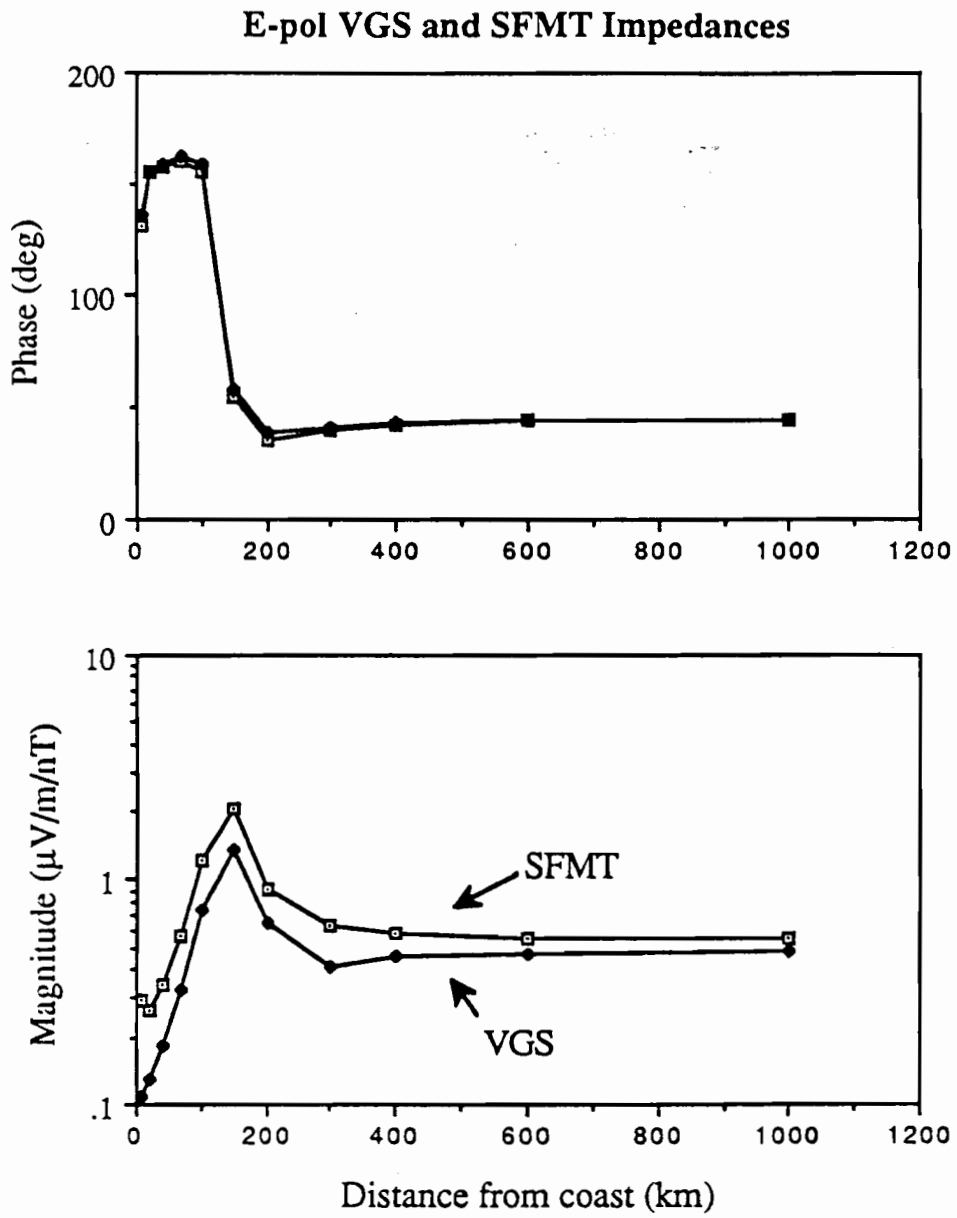 E-pol VGS and SFMT Impedances
200
100
0
Phase (deg)
0 200 400 600 800 1000 1200
10
1
.1
Magnitude (µV/m/nT)
SFMT
VGS
0 200 400 600 800 1000 1200
Distance from coast (km)